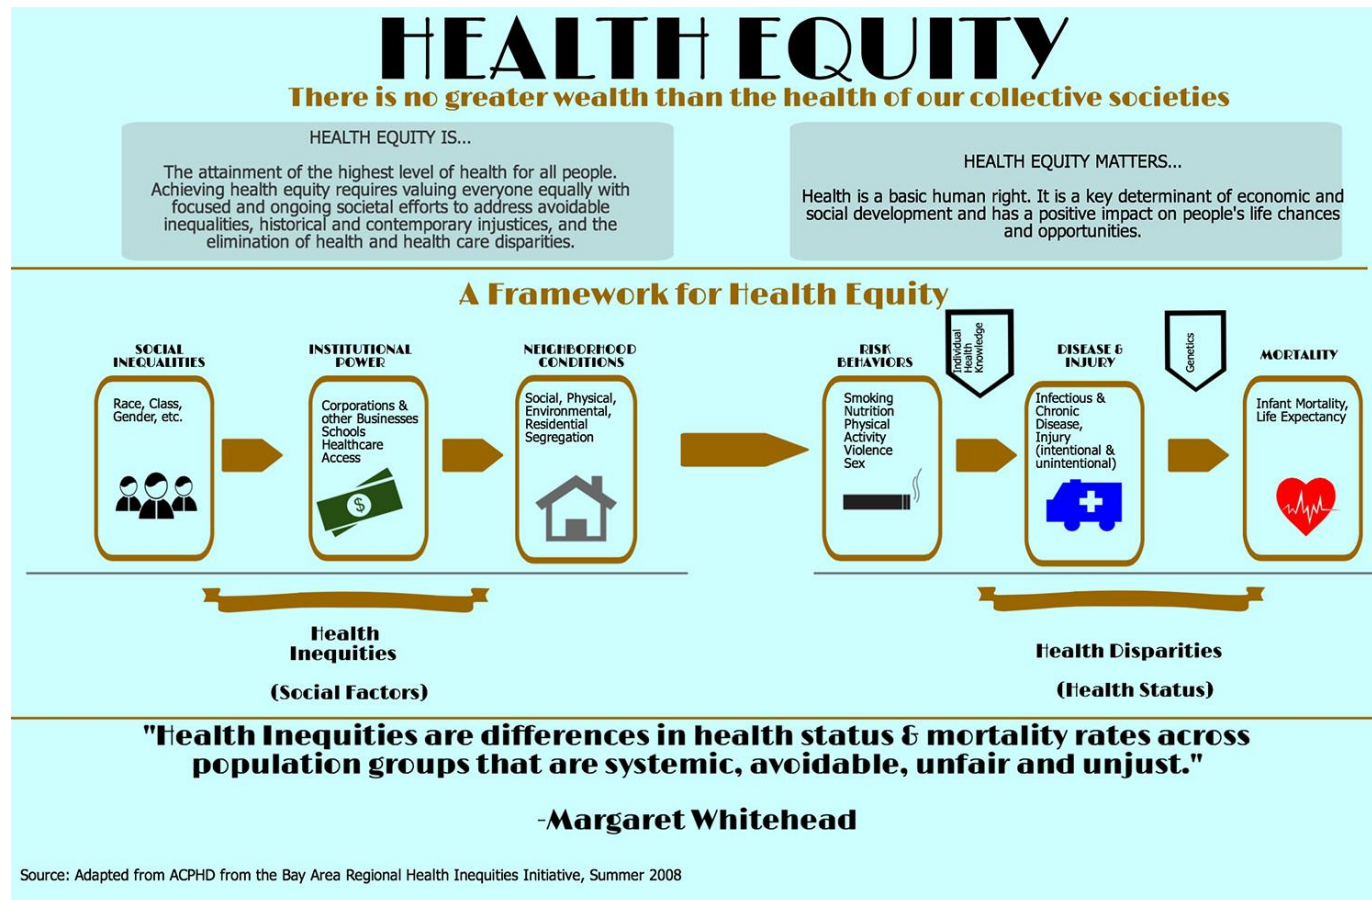 HEALTH EQUITY
There is no greater wealth than the health of our collective societies
HEALTH EQUITY IS...
The attainment of the highest level of health for all people.
Achieving health equity requires valuing everyone equally with
focused and ongoing societal efforts to address avoidable
inequalities, historical and contemporary injustices, and the
elimination of health and health care disparities.
HEALTH EQUITY MATTERS...
Health is a basic human right. It is a key determinant of economic and
social development and has a positive impact on people's life chances
and opportunities.
A Framework for Health Equity
SOCIAL
INEQUALITIES
Race, Class,
Gender, etc.
INSTITUTIONAL
POWER
Corporations &
other Businesses
Schools
Healthcare
Access
$
NEIGHBORHOOD
CONDITIONS
Social, Physical,
Environmental,
Residential
Segregation
RISK
BEHAVIORS
Smoking
Nutrition
Physical
Activity
Violence
Sex
Individual
Health
Knowledge
DISEASE &
INJURY
Infectious &
Chronic
Disease,
Injury
(intentional &
unintentional)
Genetics
MORTALITY
Infant Mortality,
Life Expectancy
Health
Inequities
(Social Factors)
Health Disparities
(Health Status)
"Health Inequities are differences in health status & mortality rates across
population groups that are systemic, avoidable, unfair and unjust."
-Margaret Whitehead
Source: Adapted from ACPHD from the Bay Area Regional Health Inequities Initiative, Summer 2008